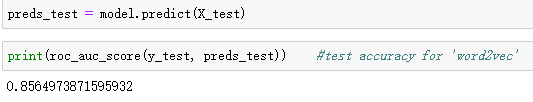 preds_test = model.predict(X_test)
print(roc_auc_score(y_test, preds_test))    #test accuracy for 'word2vec'
0.8564973871595932